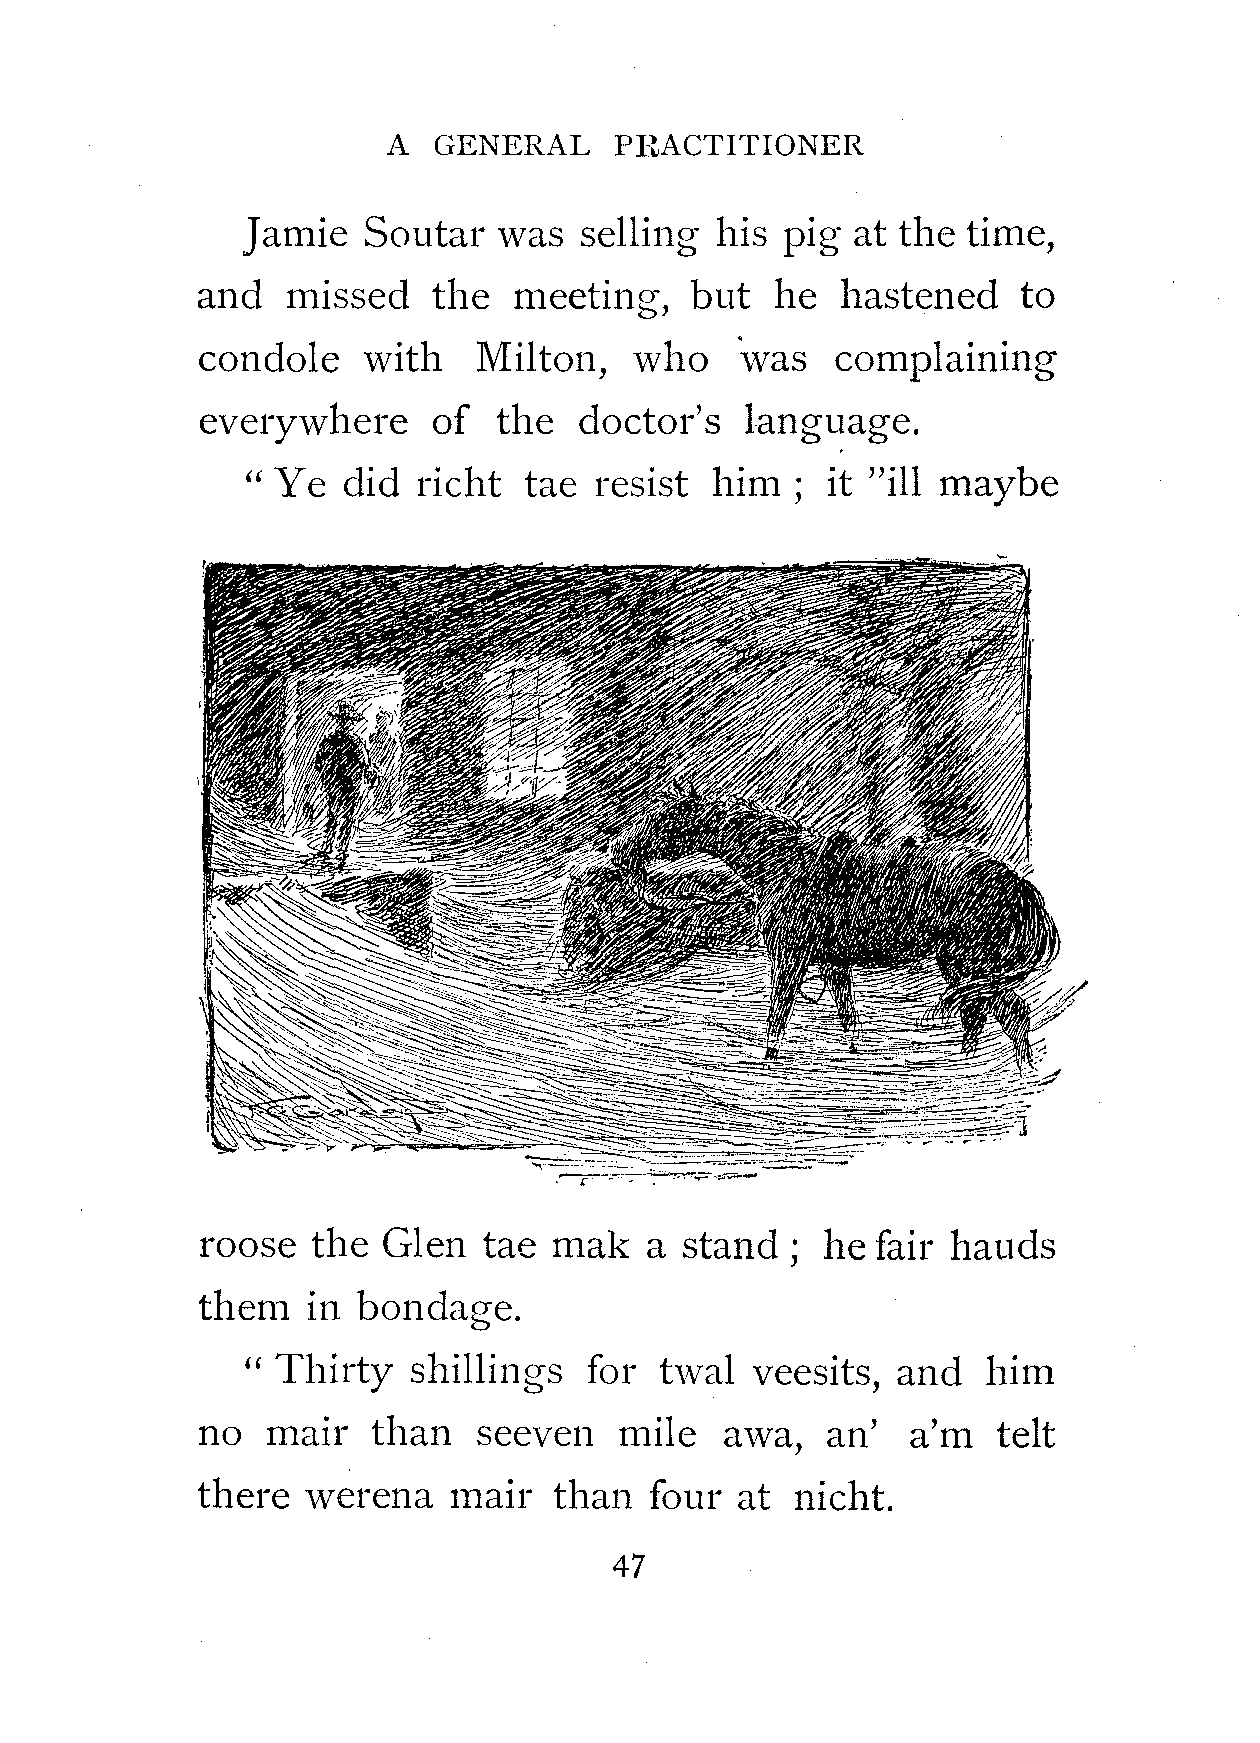 A GENERAL PRACTITIONER
Jamie Soutar was selling his pig at the time,
and missed the meeting, but he hastened to
condole with Milton, who was complaining
everywhere of the doctor's language.
“ Ye did richt tae resist him ; it ”ill maybe
roose the Glen tae mak a stand ; he fair hauds
them in bondage.
“ Thirty shillings for twal veesits, and him
no mair than seeven mile awa, an' a'm telt
there werena mair than four at nicht.
47